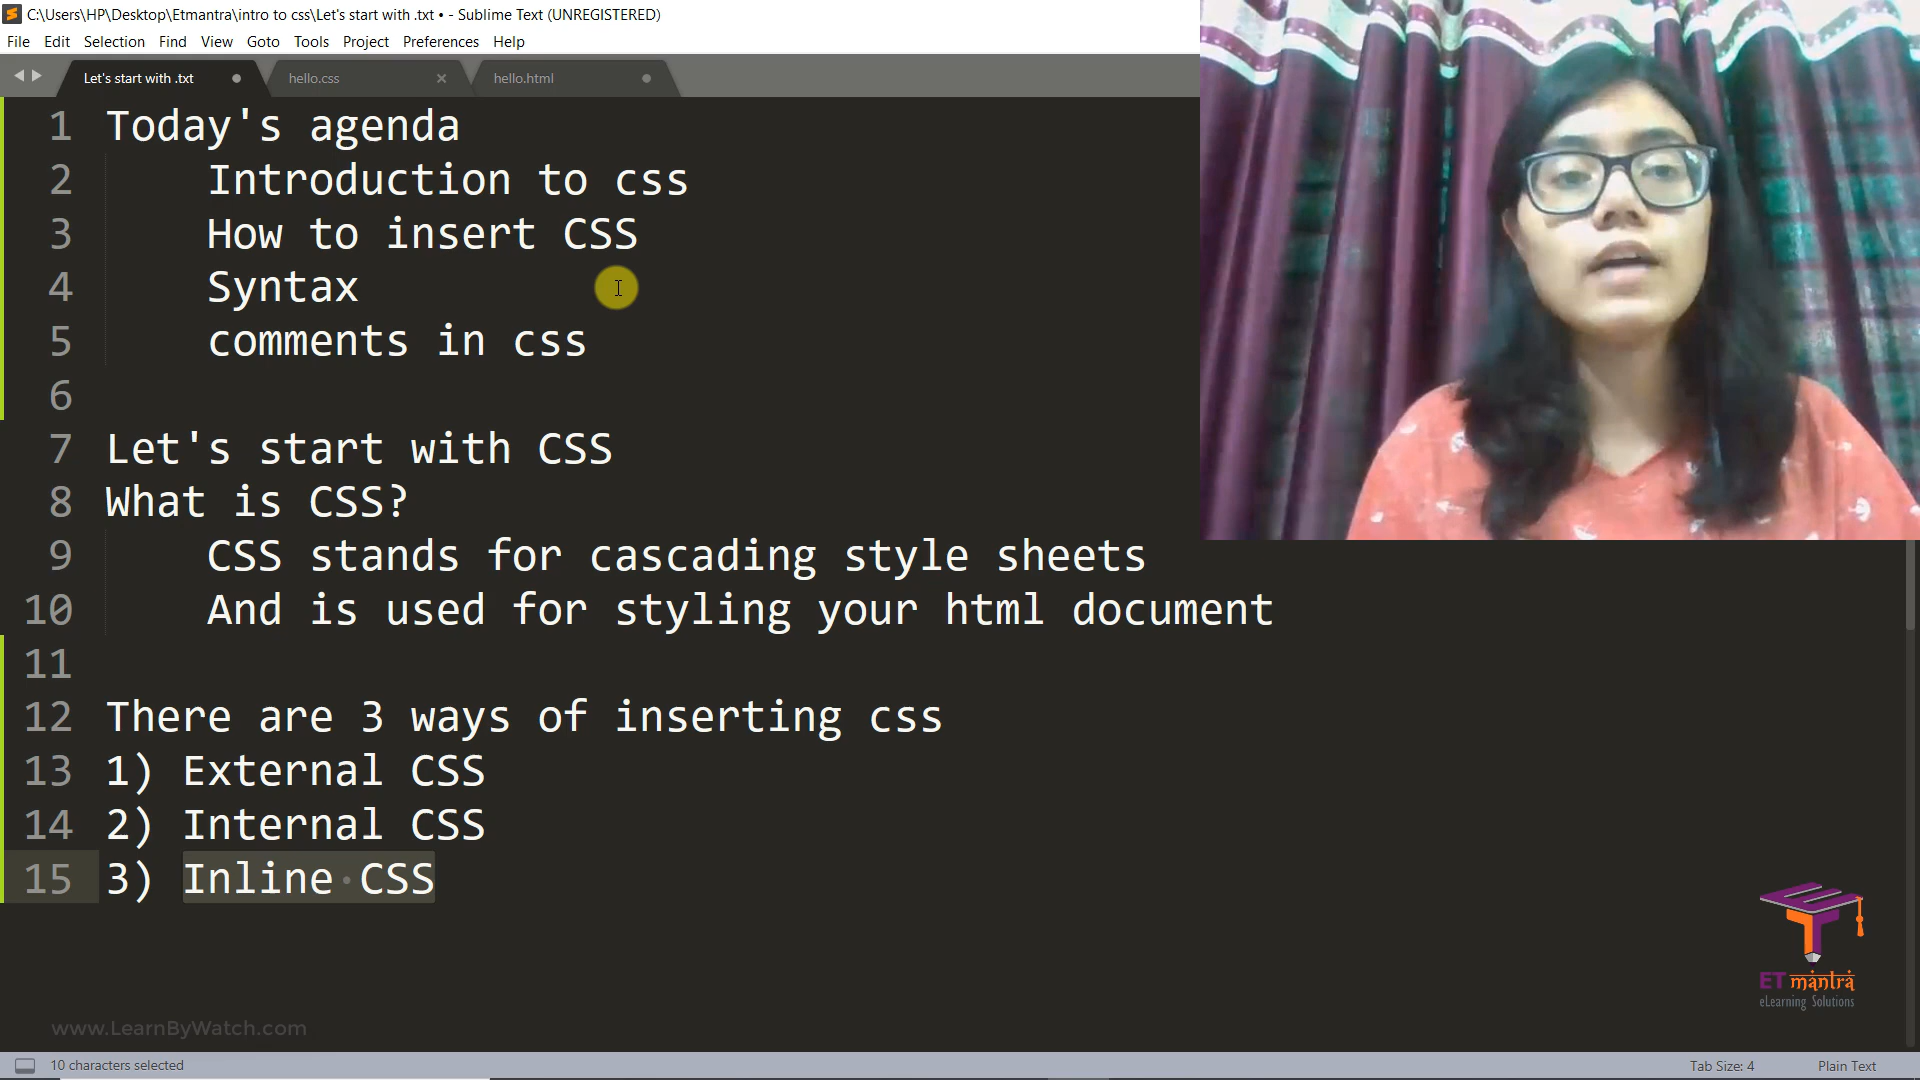 C:\Users\HP\Desktop\Etmantra\intro to css\Let's start with .txt • - Sublime Text (UNREGISTERED)
File Edit Selection Find View Goto Tools Project Preferences Help
Let's start with .txt hello.css hello.html
1 Today's agenda
2 Introduction to css
3 How to insert CSS
4 Syntax
5 comments in css
6
7 Let's start with CSS
8 What is CSS?
9 CSS stands for cascading style sheets
10 And is used for styling your html document
11
12 There are 3 ways of inserting css
13 1) External CSS
14 2) Internal CSS
15 3) Inline CSS
ET mantra
eLearning Solutions
www.LearnByWatch.com
10 characters selected Tab Size: 4 Plain Text